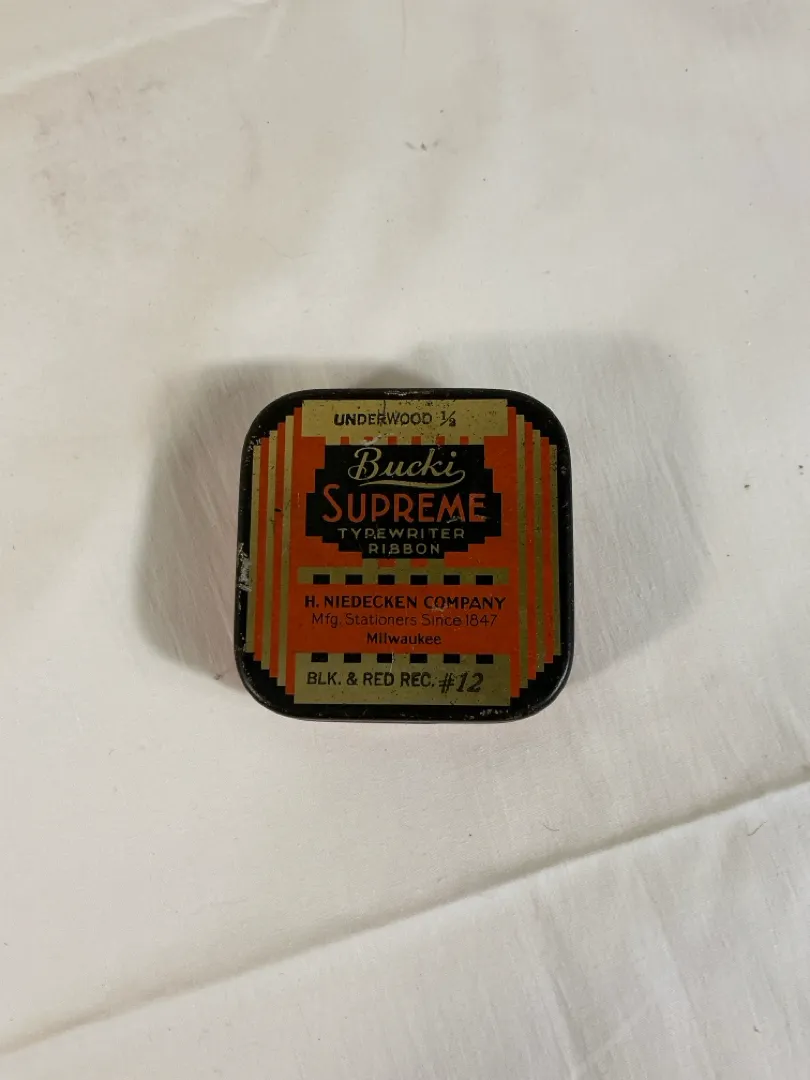 UNDERWOOD ½
Bucki
SUPREME
TYPEWRITER
RIBBON
H. NIEDECKEN COMPANY
Mfg. Stationers Since 1847
Milwaukee
BLK. & RED REC. #12